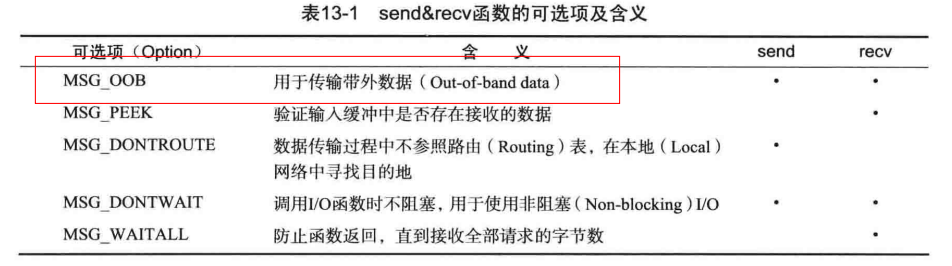 表13-1 send&recv函数的可选项及含义
可选项（Option） 含 义 send recv
MSG_OOB 用于传输带外数据（Out-of-band data） • •
MSG_PEEK 验证输入缓冲中是否存在接收的数据 •
MSG_DONTROUTE 数据传输过程中不参照路由（Routing）表，在本地（Local） •
网络中寻找目的地
MSG_DONTWAIT 调用I/O函数时不阻塞，用于使用非阻塞（Non-blocking）I/O • •
MSG_WAITALL 防止函数返回，直到接收全部请求的字节数 •